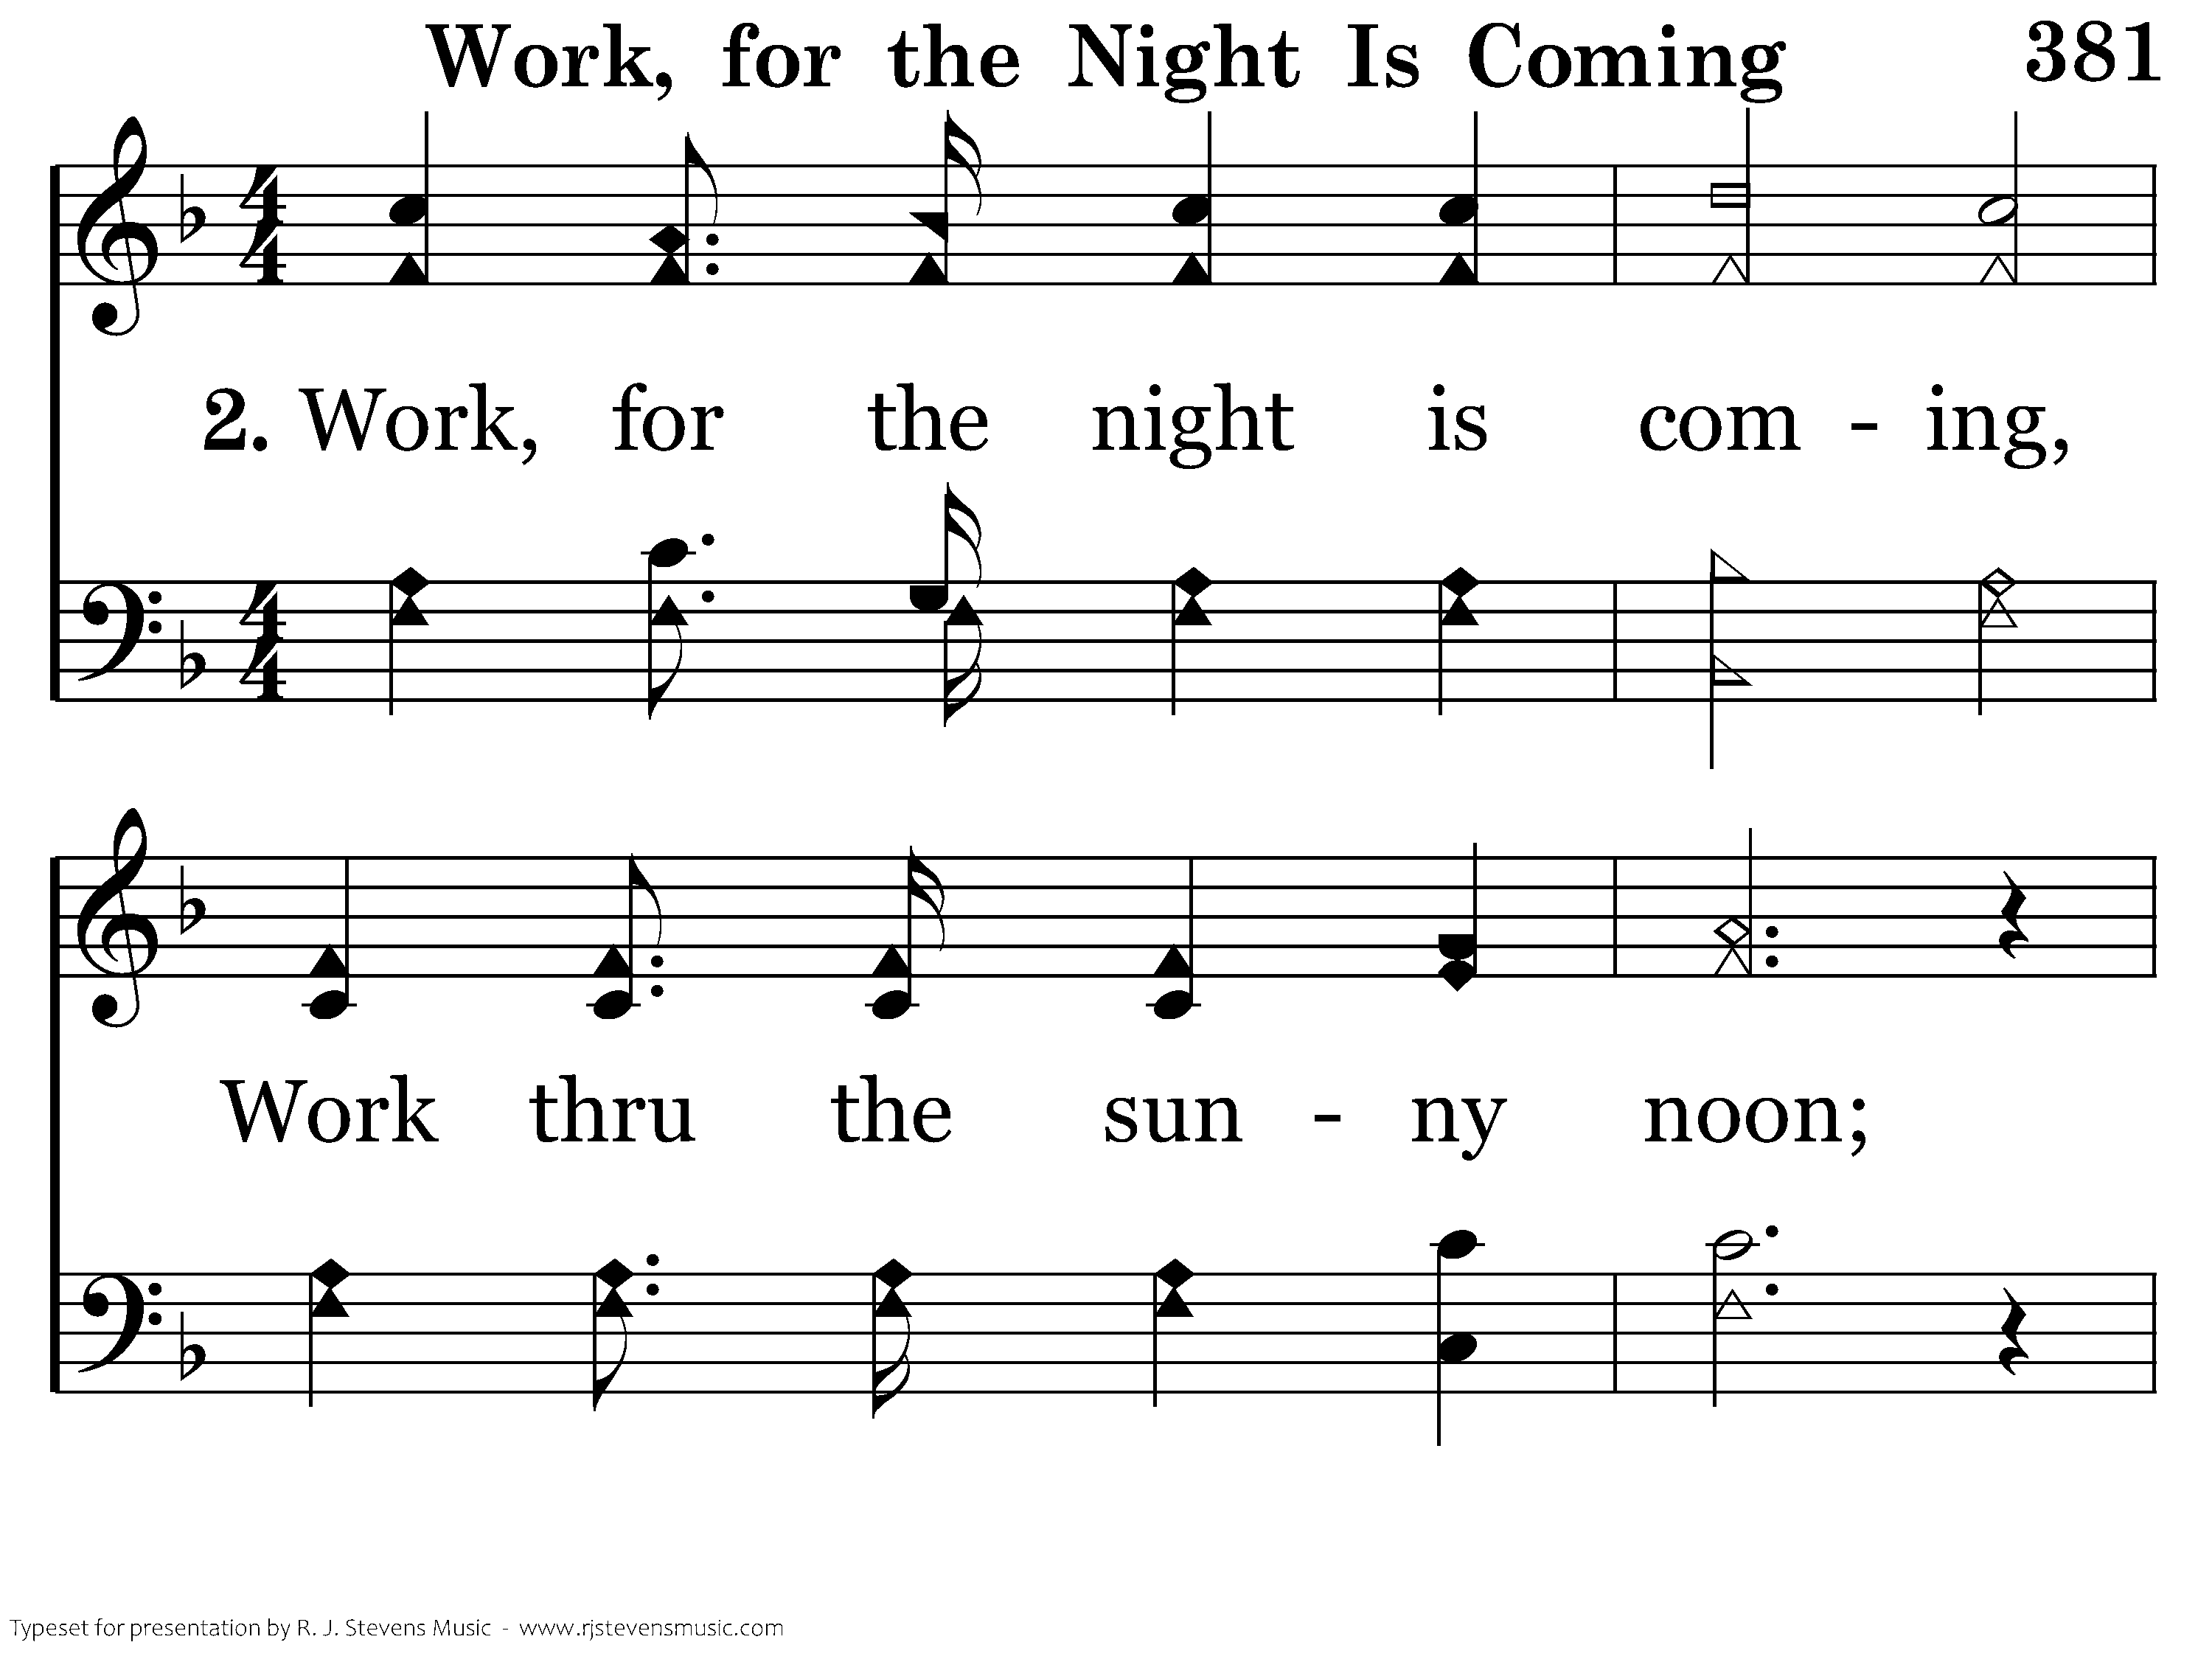 Work, for the Night Is Coming 381
2. Work, for the night is com - ing,
Work thru the sun - ny noon;
Typeset for presentation by R. J. Stevens Music - www.rjstevensmusic.com